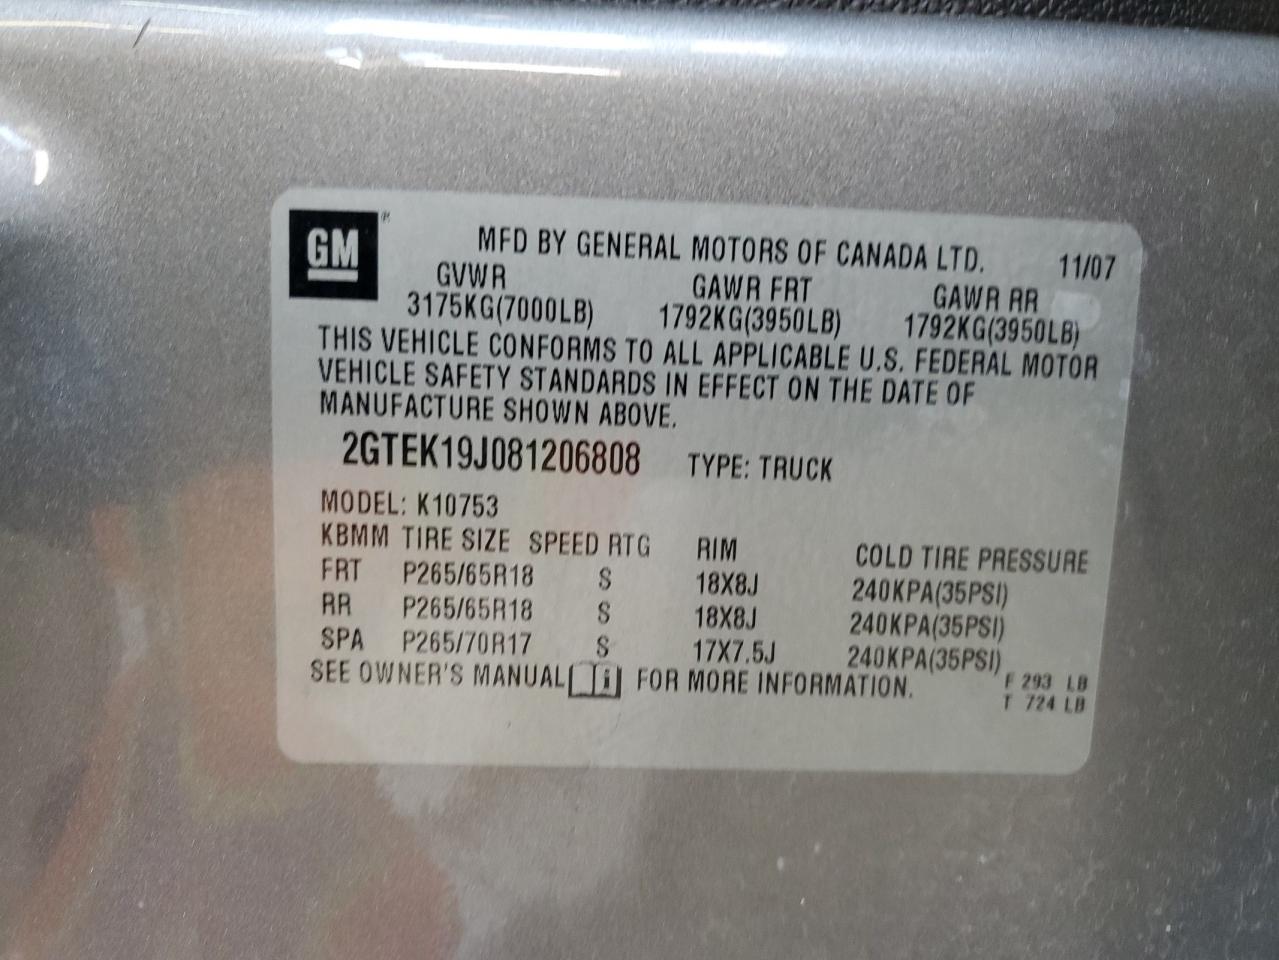 GM®
MFD BY GENERAL MOTORS OF CANADA LTD. 11/07
GVWR GAWR FRT GAWR RR
3175KG(7000LB) 1792KG(3950LB) 1792KG(3950LB)
THIS VEHICLE CONFORMS TO ALL APPLICABLE U.S. FEDERAL MOTOR
VEHICLE SAFETY STANDARDS IN EFFECT ON THE DATE OF
MANUFACTURE SHOWN ABOVE.
2GTEK19J081206808 TYPE: TRUCK
MODEL: K10753
KBMM TIRE SIZE SPEED RTG RIM COLD TIRE PRESSURE
FRT P265/65R18 S 18X8J 240KPA(35PSI)
RR P265/65R18 S 18X8J 240KPA(35PSI)
SPA P265/70R17 S 17X7.5J 240KPA(35PSI)
SEE OWNER'S MANUAL i FOR MORE INFORMATION.
F 293 LB
T 724 LB